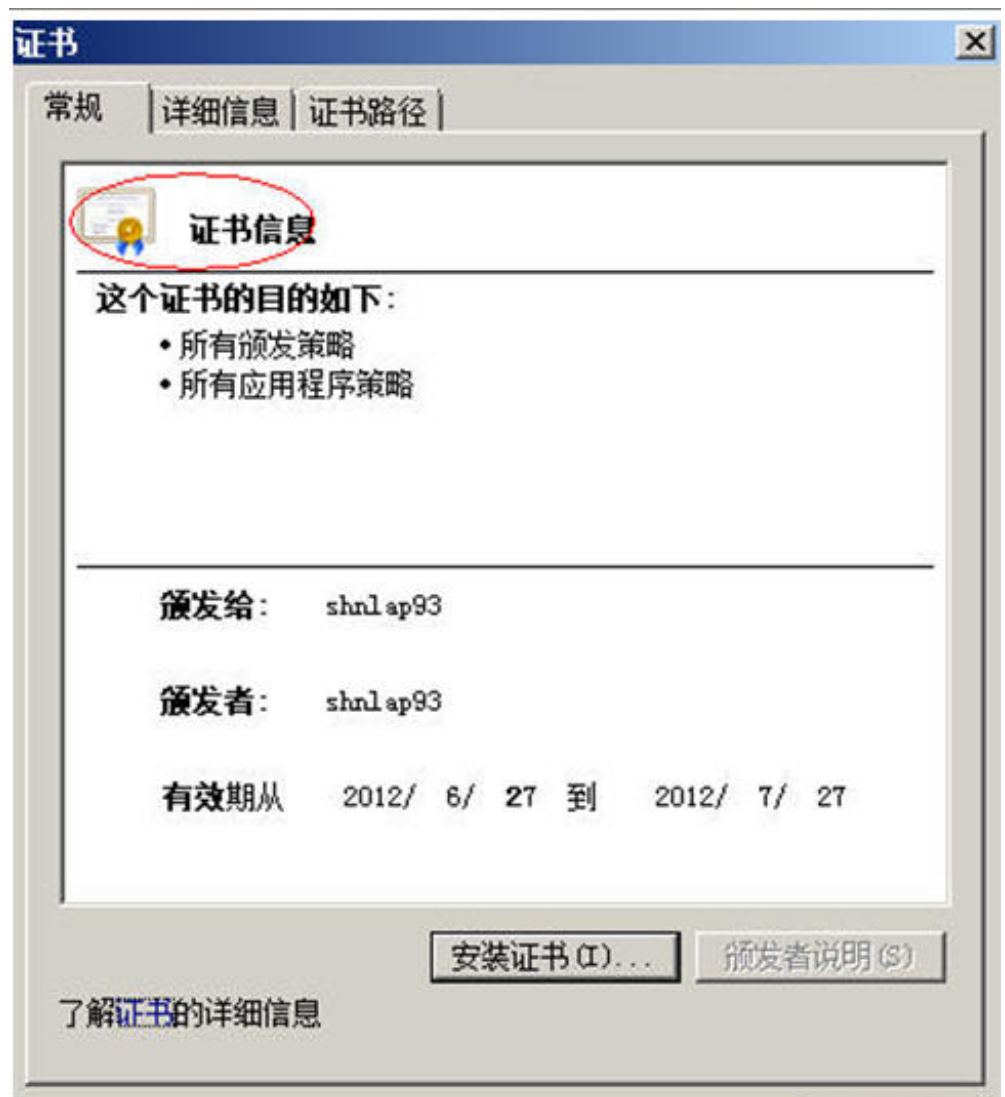 证书
常规 详细信息 证书路径
证书信息
这个证书的目的如下:
•所有颁发策略
•所有应用程序策略
颁发给: shnlap93
颁发者: shnlap93
有效期从 2012/ 6/ 27 到 2012/ 7/ 27
安装证书(I)... 颁发者说明(S)
了解证书的详细信息